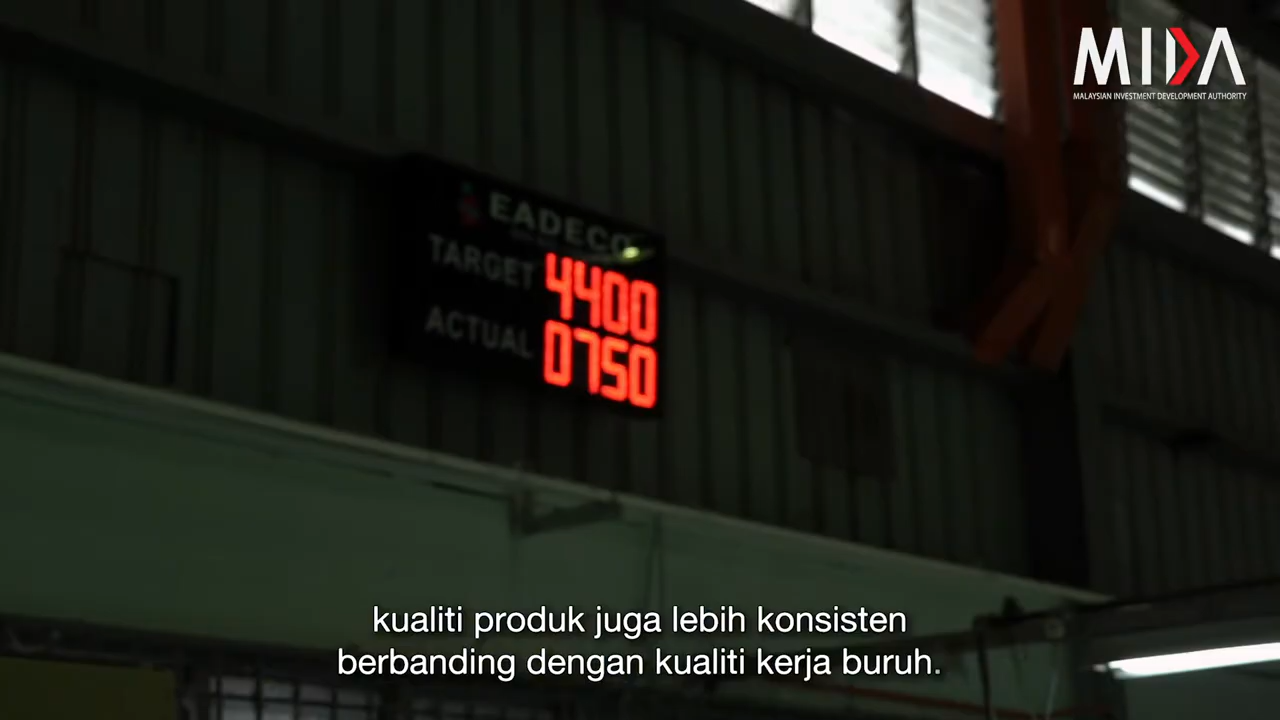 MIDA
MALAYSIAN INVESTMENT DEVELOPMENT AUTHORITY
EADECO
TARGET 4400
ACTUAL 0750
kualiti produk juga lebih konsisten
berbanding dengan kualiti kerja buruh.